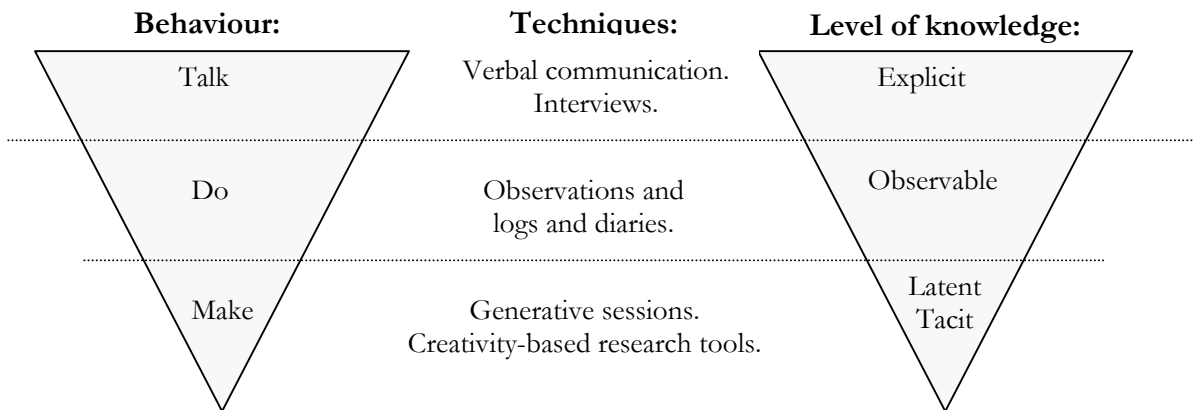 Behaviour:
Techniques:
Level of knowledge:
Talk
Verbal communication.
Interviews.
Explicit
Do
Observations and
logs and diaries.
Observable
Make
Generative sessions.
Creativity-based research tools.
Latent
Tacit